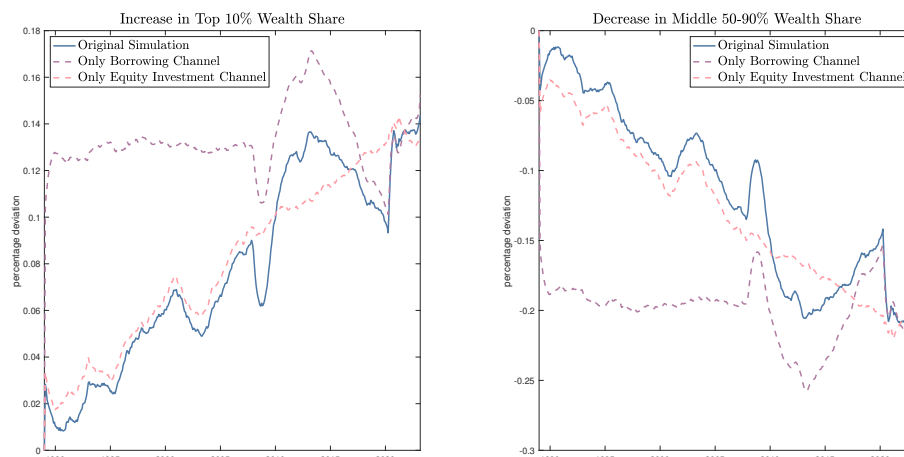 Increase in Top 10% Wealth Share
Original Simulation
Only Borrowing Channel
Only Equity Investment Channel
percentage deviation
0.18
0.16
0.14
0.12
0.1
0.08
0.06
0.04
0.02
0
Decrease in Middle 50-90% Wealth Share
Original Simulation
Only Borrowing Channel
Only Equity Investment Channel
percentage deviation
0
-0.05
-0.1
-0.15
-0.2
-0.25
-0.3